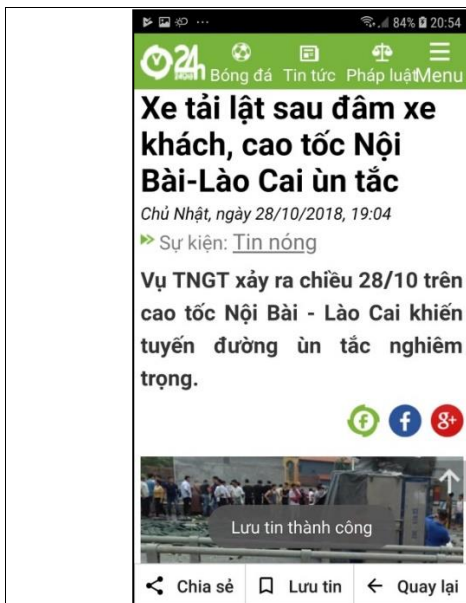 84% 20:54
24h
Bóng đá Tin tức Pháp luật Menu
Xe tải lật sau đâm xe
khách, cao tốc Nội
Bài-Lào Cai ùn tắc
Chủ Nhật, ngày 28/10/2018, 19:04
Sự kiện: Tin nóng
Vụ TNGT xảy ra chiều 28/10 trên
cao tốc Nội Bài - Lào Cai khiến
tuyến đường ùn tắc nghiêm
trọng.
f 8+
Lưu tin thành công
Chia sẻ Lưu tin Quay lại